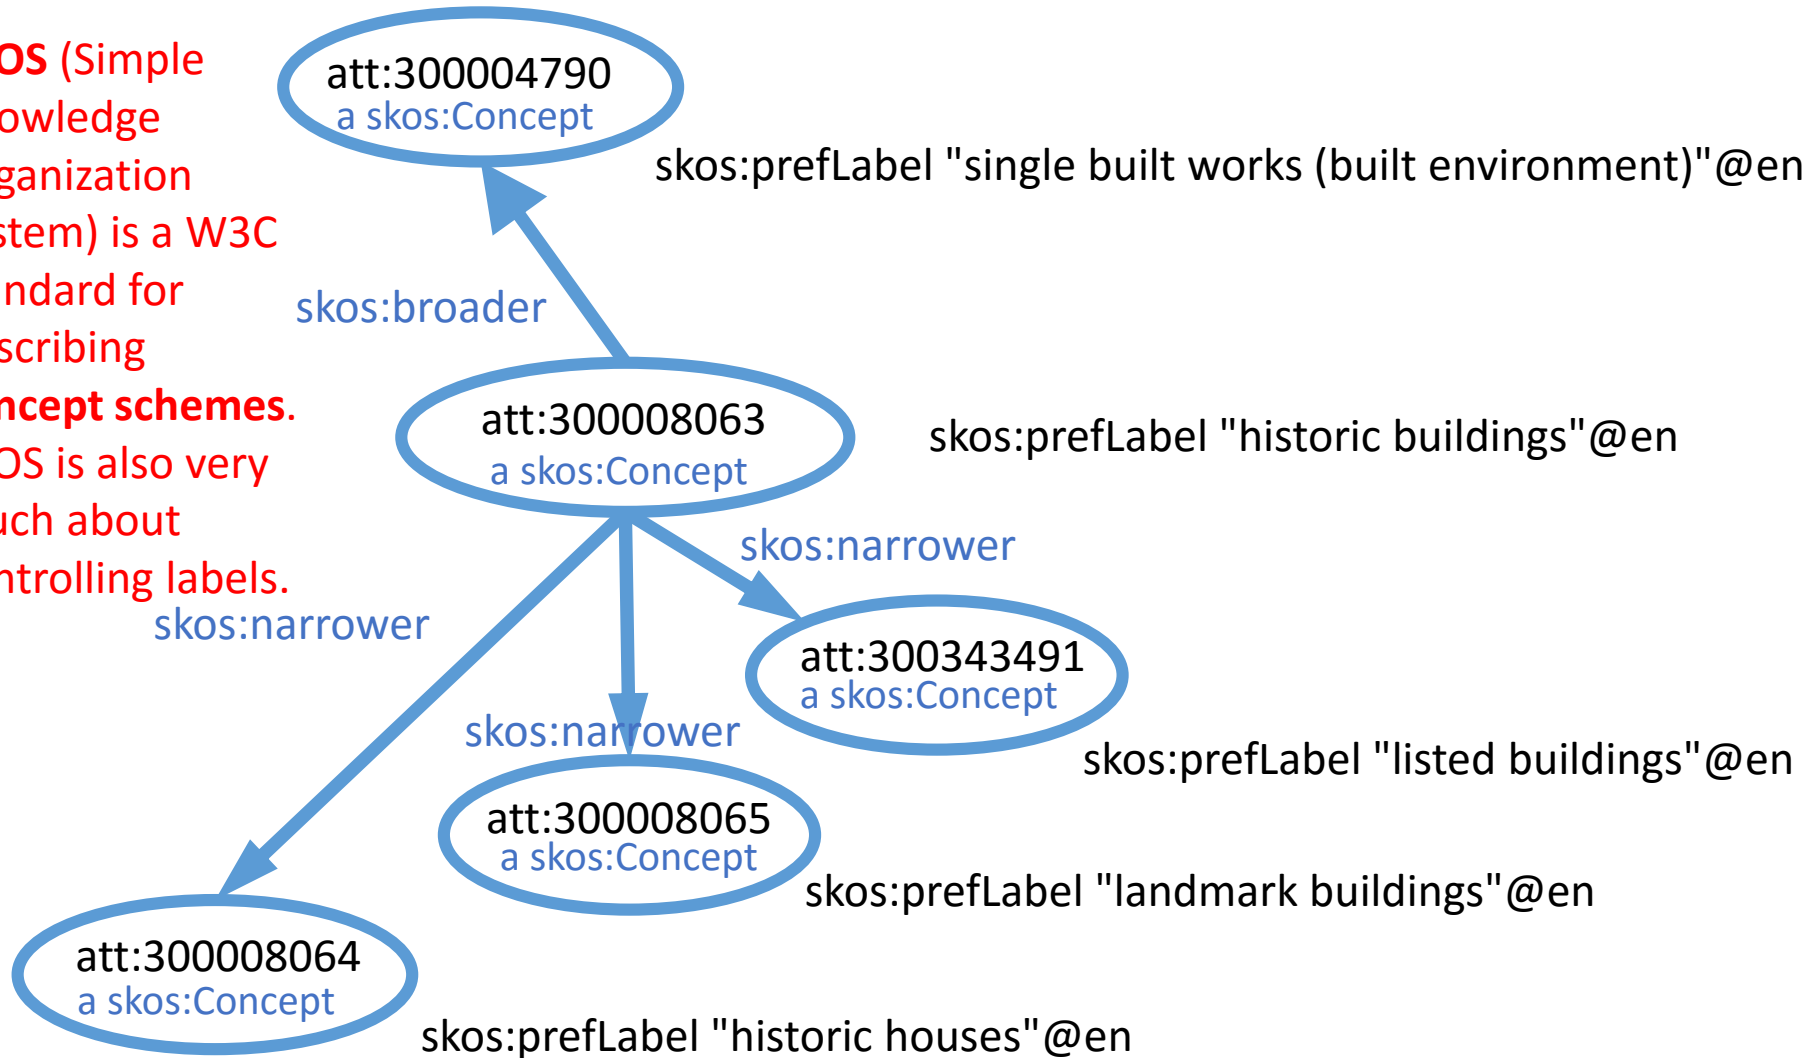 OS (Simple
owledge
ganization
stem) is a W3C
ndard for
scribing
ncept schemes.
OS is also very
uch about
ntrolling labels.
att:300004790
a skos:Concept
skos:prefLabel "single built works (built environment)"@en
skos:broader
att:300008063
a skos:Concept
skos:prefLabel "historic buildings"@en
skos:narrower
skos:narrower
att:300343491
a skos:Concept
skos:narrower
skos:prefLabel "listed buildings"@en
att:300008065
a skos:Concept
skos:prefLabel "landmark buildings"@en
att:300008064
a skos:Concept
skos:prefLabel "historic houses"@en